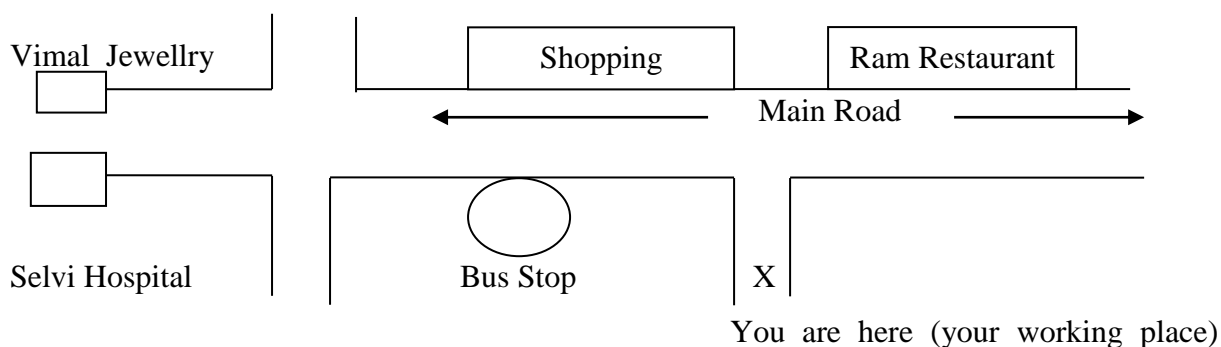 Vimal Jewellry
Shopping
Ram Restaurant
Main Road
Selvi Hospital
Bus Stop
X
You are here (your working place)